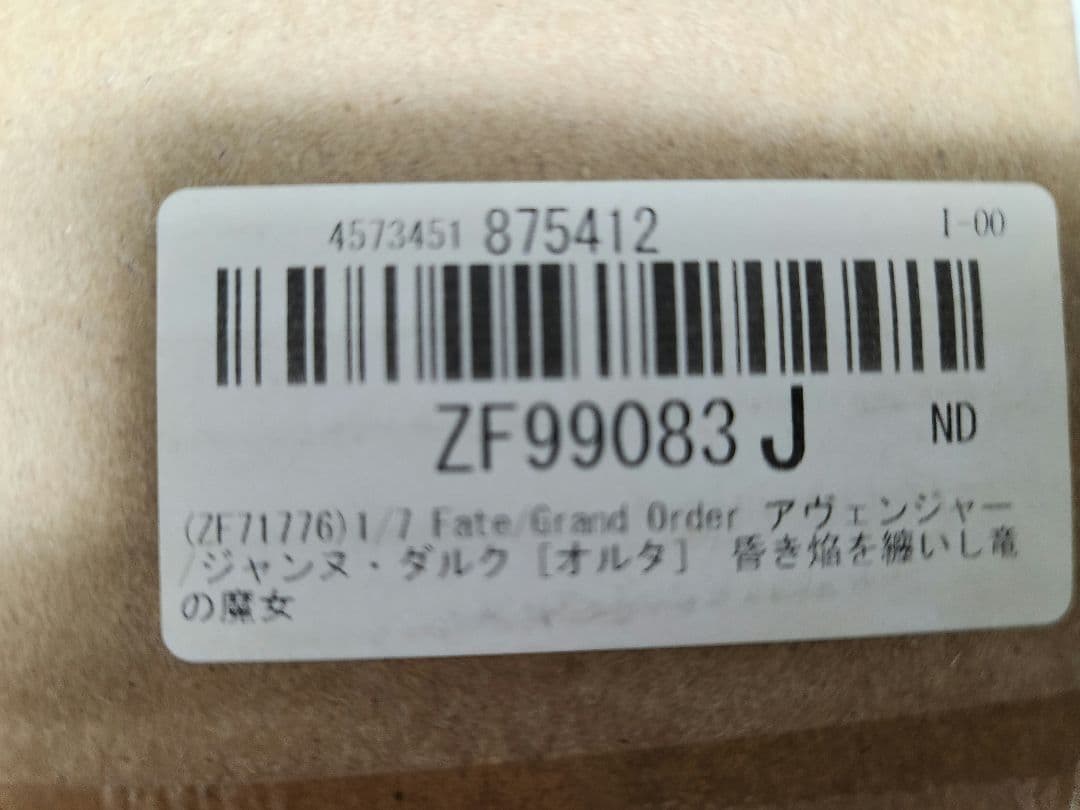 4573451 875412 I-00
ZF99083 J ND
(ZF71776)1/7 Fate/Grand Order アヴェンジャー
/ジャンヌ・ダルク [オルタ] 昏き焔を纏いし竜
の魔女